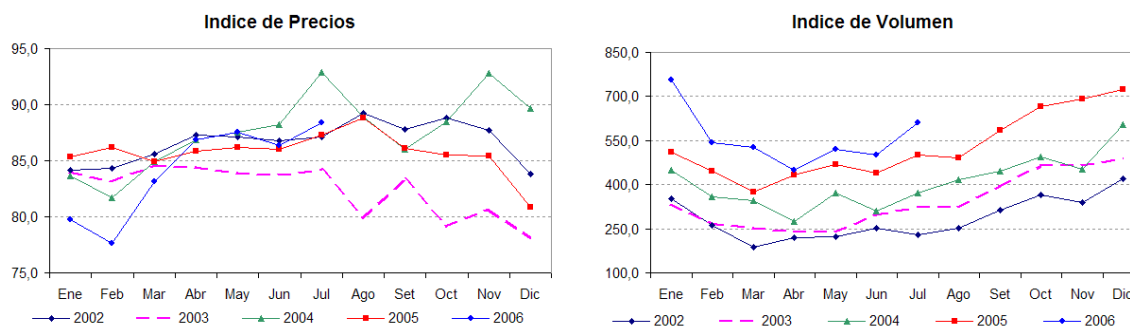 Indice de Precios
95,0
90,0
85,0
80,0
75,0
Ene Feb Mar Abr May Jun Jul Ago Set Oct Nov Dic
2002 2003 2004 2005 2006
Indice de Volumen
850,0
700,0
550,0
400,0
250,0
100,0
Ene Feb Mar Abr May Jun Jul Ago Set Oct Nov Dic
2002 2003 2004 2005 2006